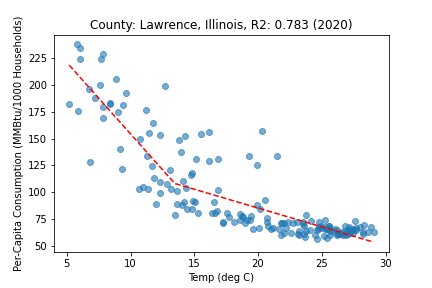 County: Lawrence, Illinois, R2: 0.783 (2020)
Per-Capita Consumption (MMBtu/1000 Households)
225
200
175
150
125
100
75
50
5 10 15 20 25 30
Temp (deg C)